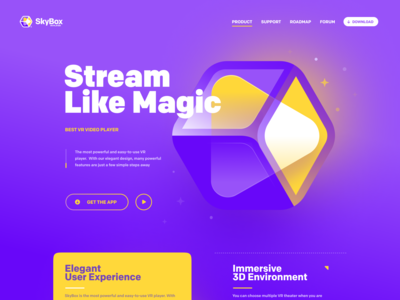 SkyBox
PRODUCT SUPPORT ROADMAP FORUM DOWNLOAD
Stream
Like Magic
BEST VR VIDEO PLAYER
The most powerful and easy-to-use VR
player. With our elegant design, many powerful
features are just a few simple steps away.
GET THE APP
Elegant
User Experience
SkyBox is the most powerful and easy-to-use VR player. With
Immersive
3D Environment
You can choose multiple VR theater when you are